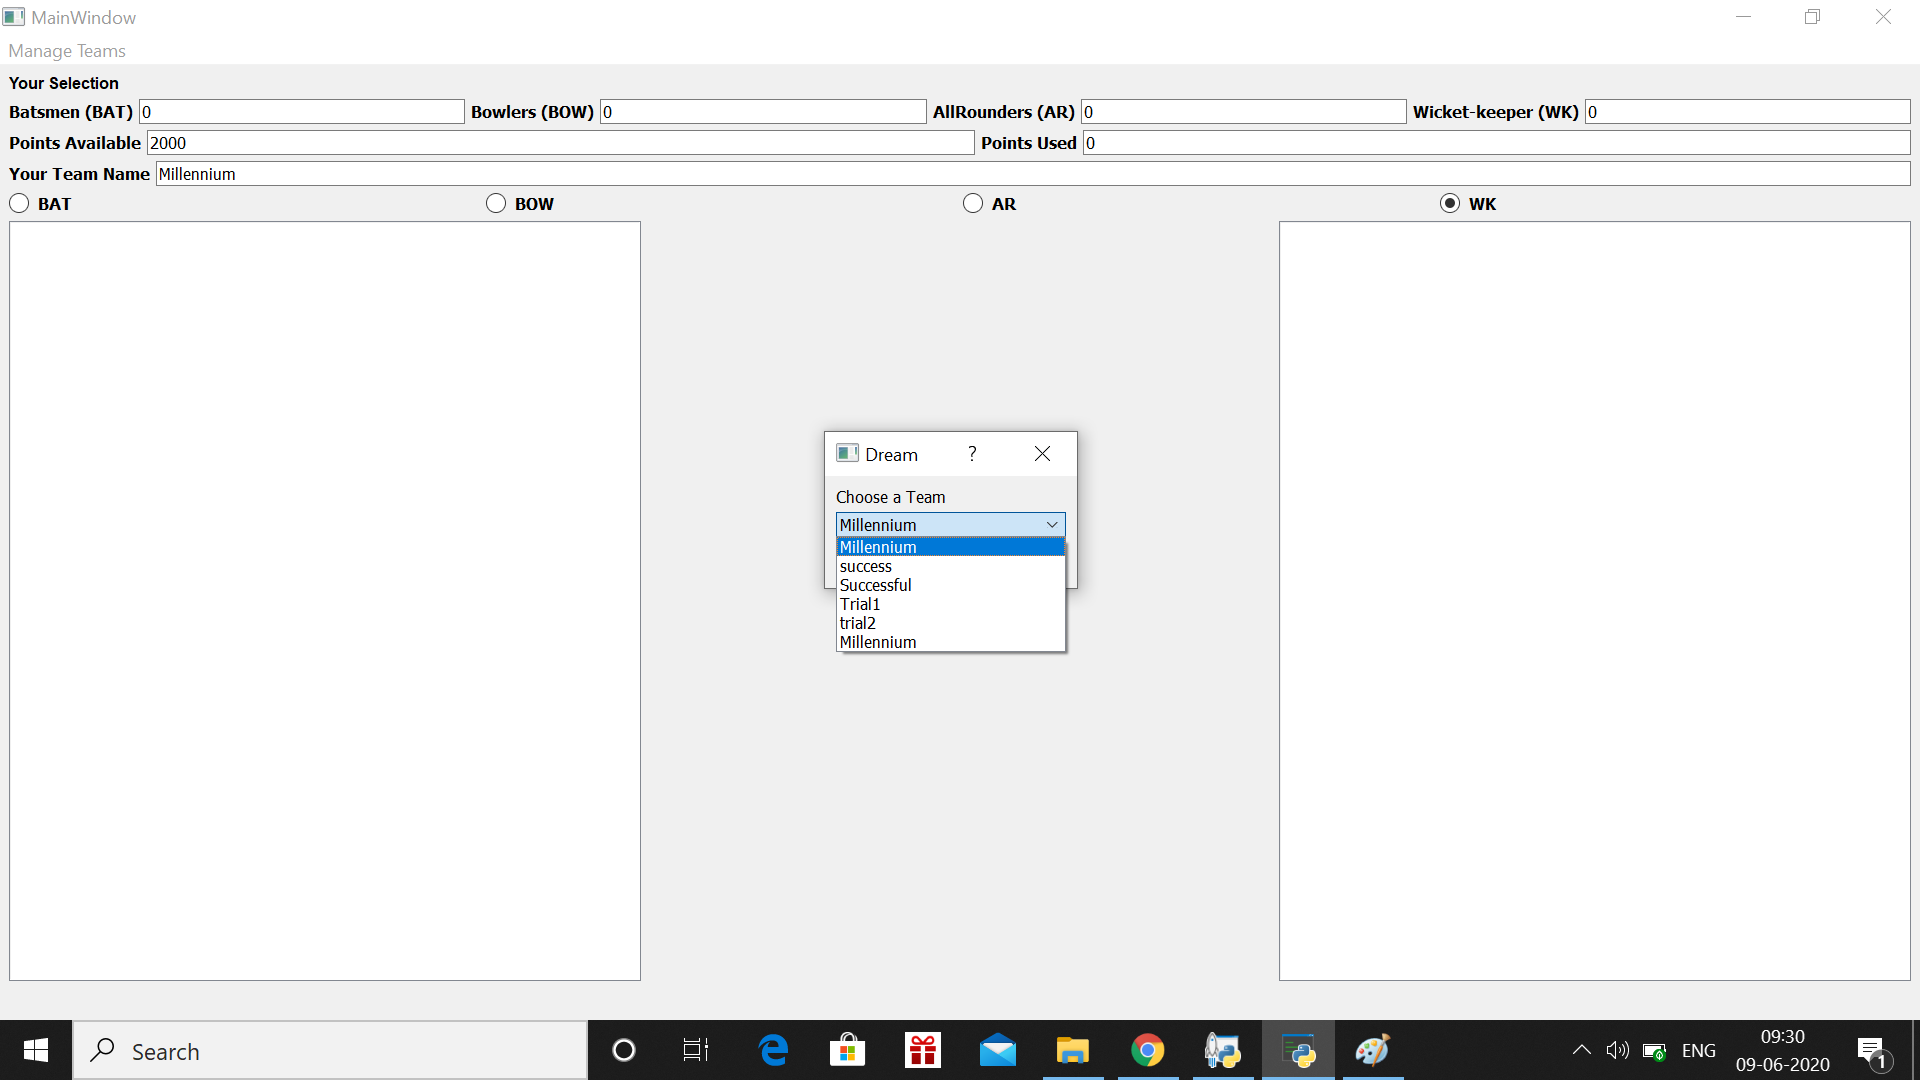 MainWindow
Manage Teams
Your Selection
Batsmen (BAT) 0 Bowlers (BOW) 0 AllRounders (AR) 0 Wicket-keeper (WK) 0
Points Available 2000 Points Used 0
Your Team Name Millennium
BAT BOW AR WK
Dream ?
Choose a Team
Millennium
Millennium
success
Successful
Trial1
trial2
Millennium
Search
ENG
09:30
09-06-2020
1